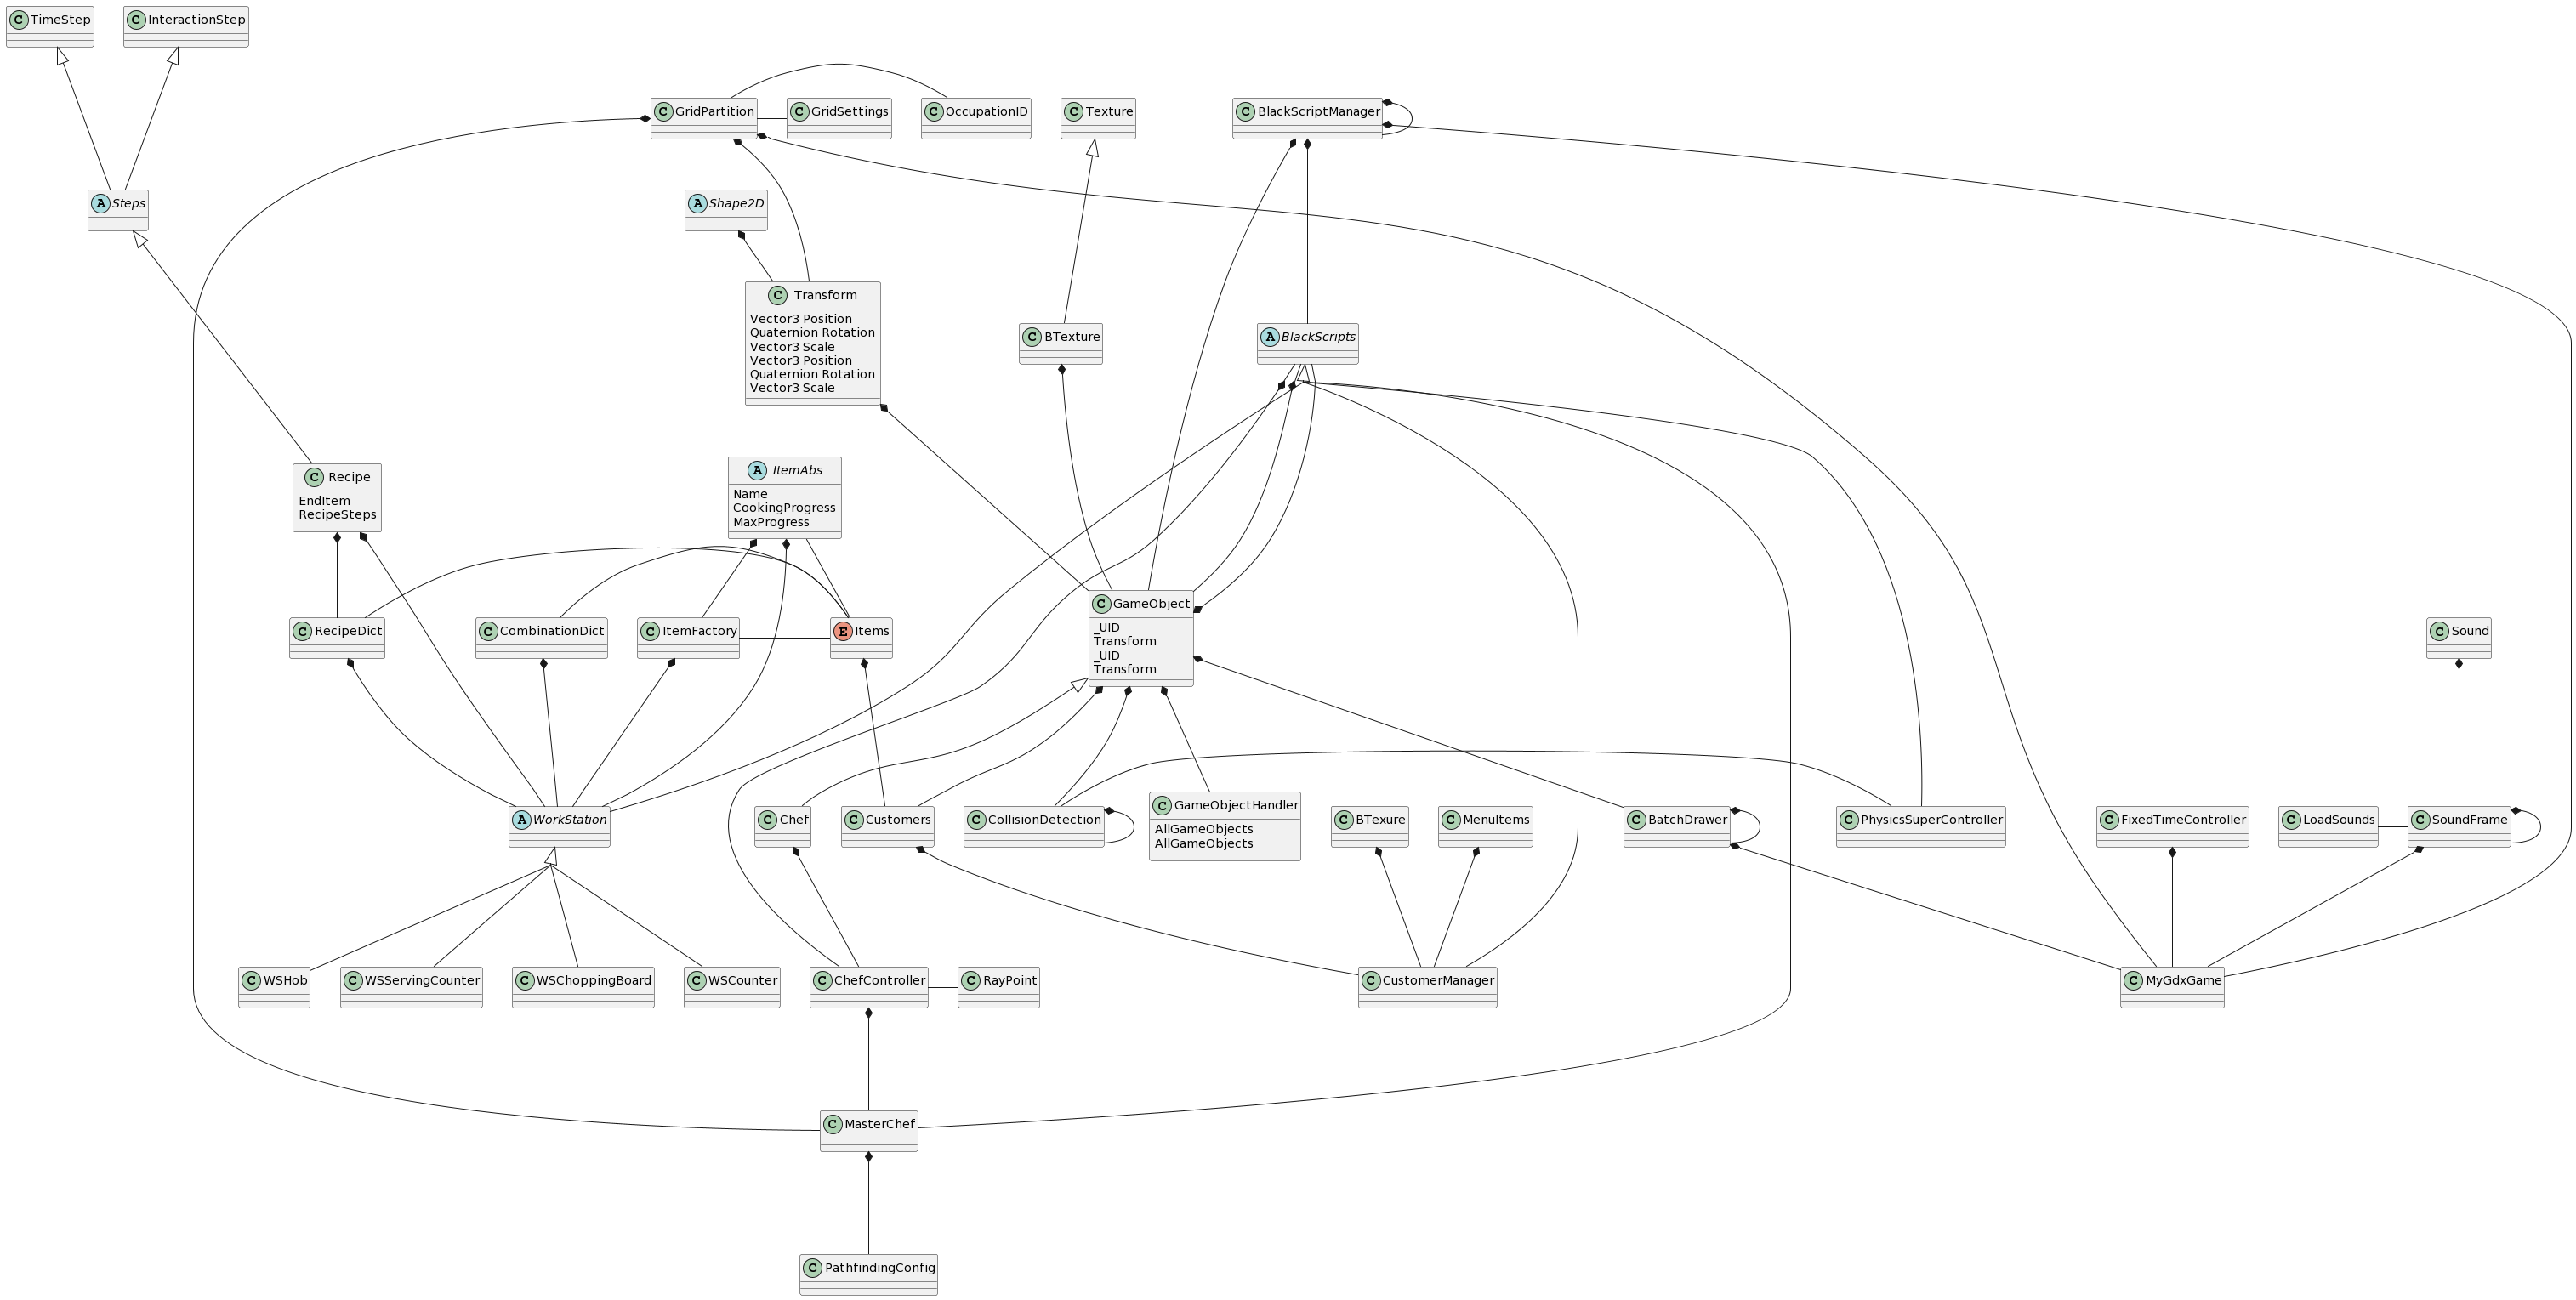 C TimeStep
C InteractionStep
C GridPartition
C GridSettings
C OccupationID
C Texture
C BlackScriptManager
A Steps
A Shape2D
C Transform
Vector3 Position
Quaternion Rotation
Vector3 Scale
Vector3 Position
Quaternion Rotation
Vector3 Scale
C BTexture
A BlackScripts
C Recipe
EndItem
RecipeSteps
A ItemAbs
Name
CookingProgress
MaxProgress
C RecipeDict
C CombinationDict
C ItemFactory
E Items
C GameObject
_UID
Transform
_UID
Transform
C Sound
A WorkStation
C Chef
C Customers
C CollisionDetection
C GameObjectHandler
AllGameObjects
AllGameObjects
C BTexure
C MenuItems
C BatchDrawer
C PhysicsSuperController
C FixedTimeController
C LoadSounds
C SoundFrame
C WSHob
C WSServingCounter
C WSChoppingBoard
C WSCounter
C ChefController
C RayPoint
C CustomerManager
C MyGdxGame
C MasterChef
C PathfindingConfig